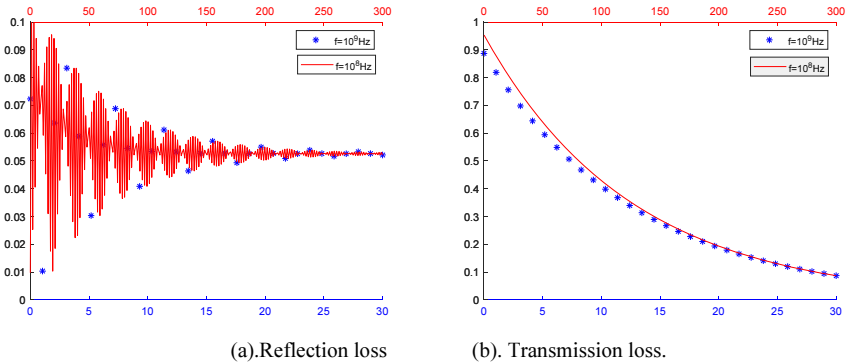 0 50 100 150 200 250 300
0.1
0.09
0.08
0.07
0.06
0.05
0.04
0.03
0.02
0.01
0
f=10⁹Hz
f=10⁸Hz
0 5 10 15 20 25 30
0 50 100 150 200 250 300
1
0.9
0.8
0.7
0.6
0.5
0.4
0.3
0.2
0.1
0
f=10⁹Hz
f=10⁸Hz
0 5 10 15 20 25 30
(a).Reflection loss
(b). Transmission loss.